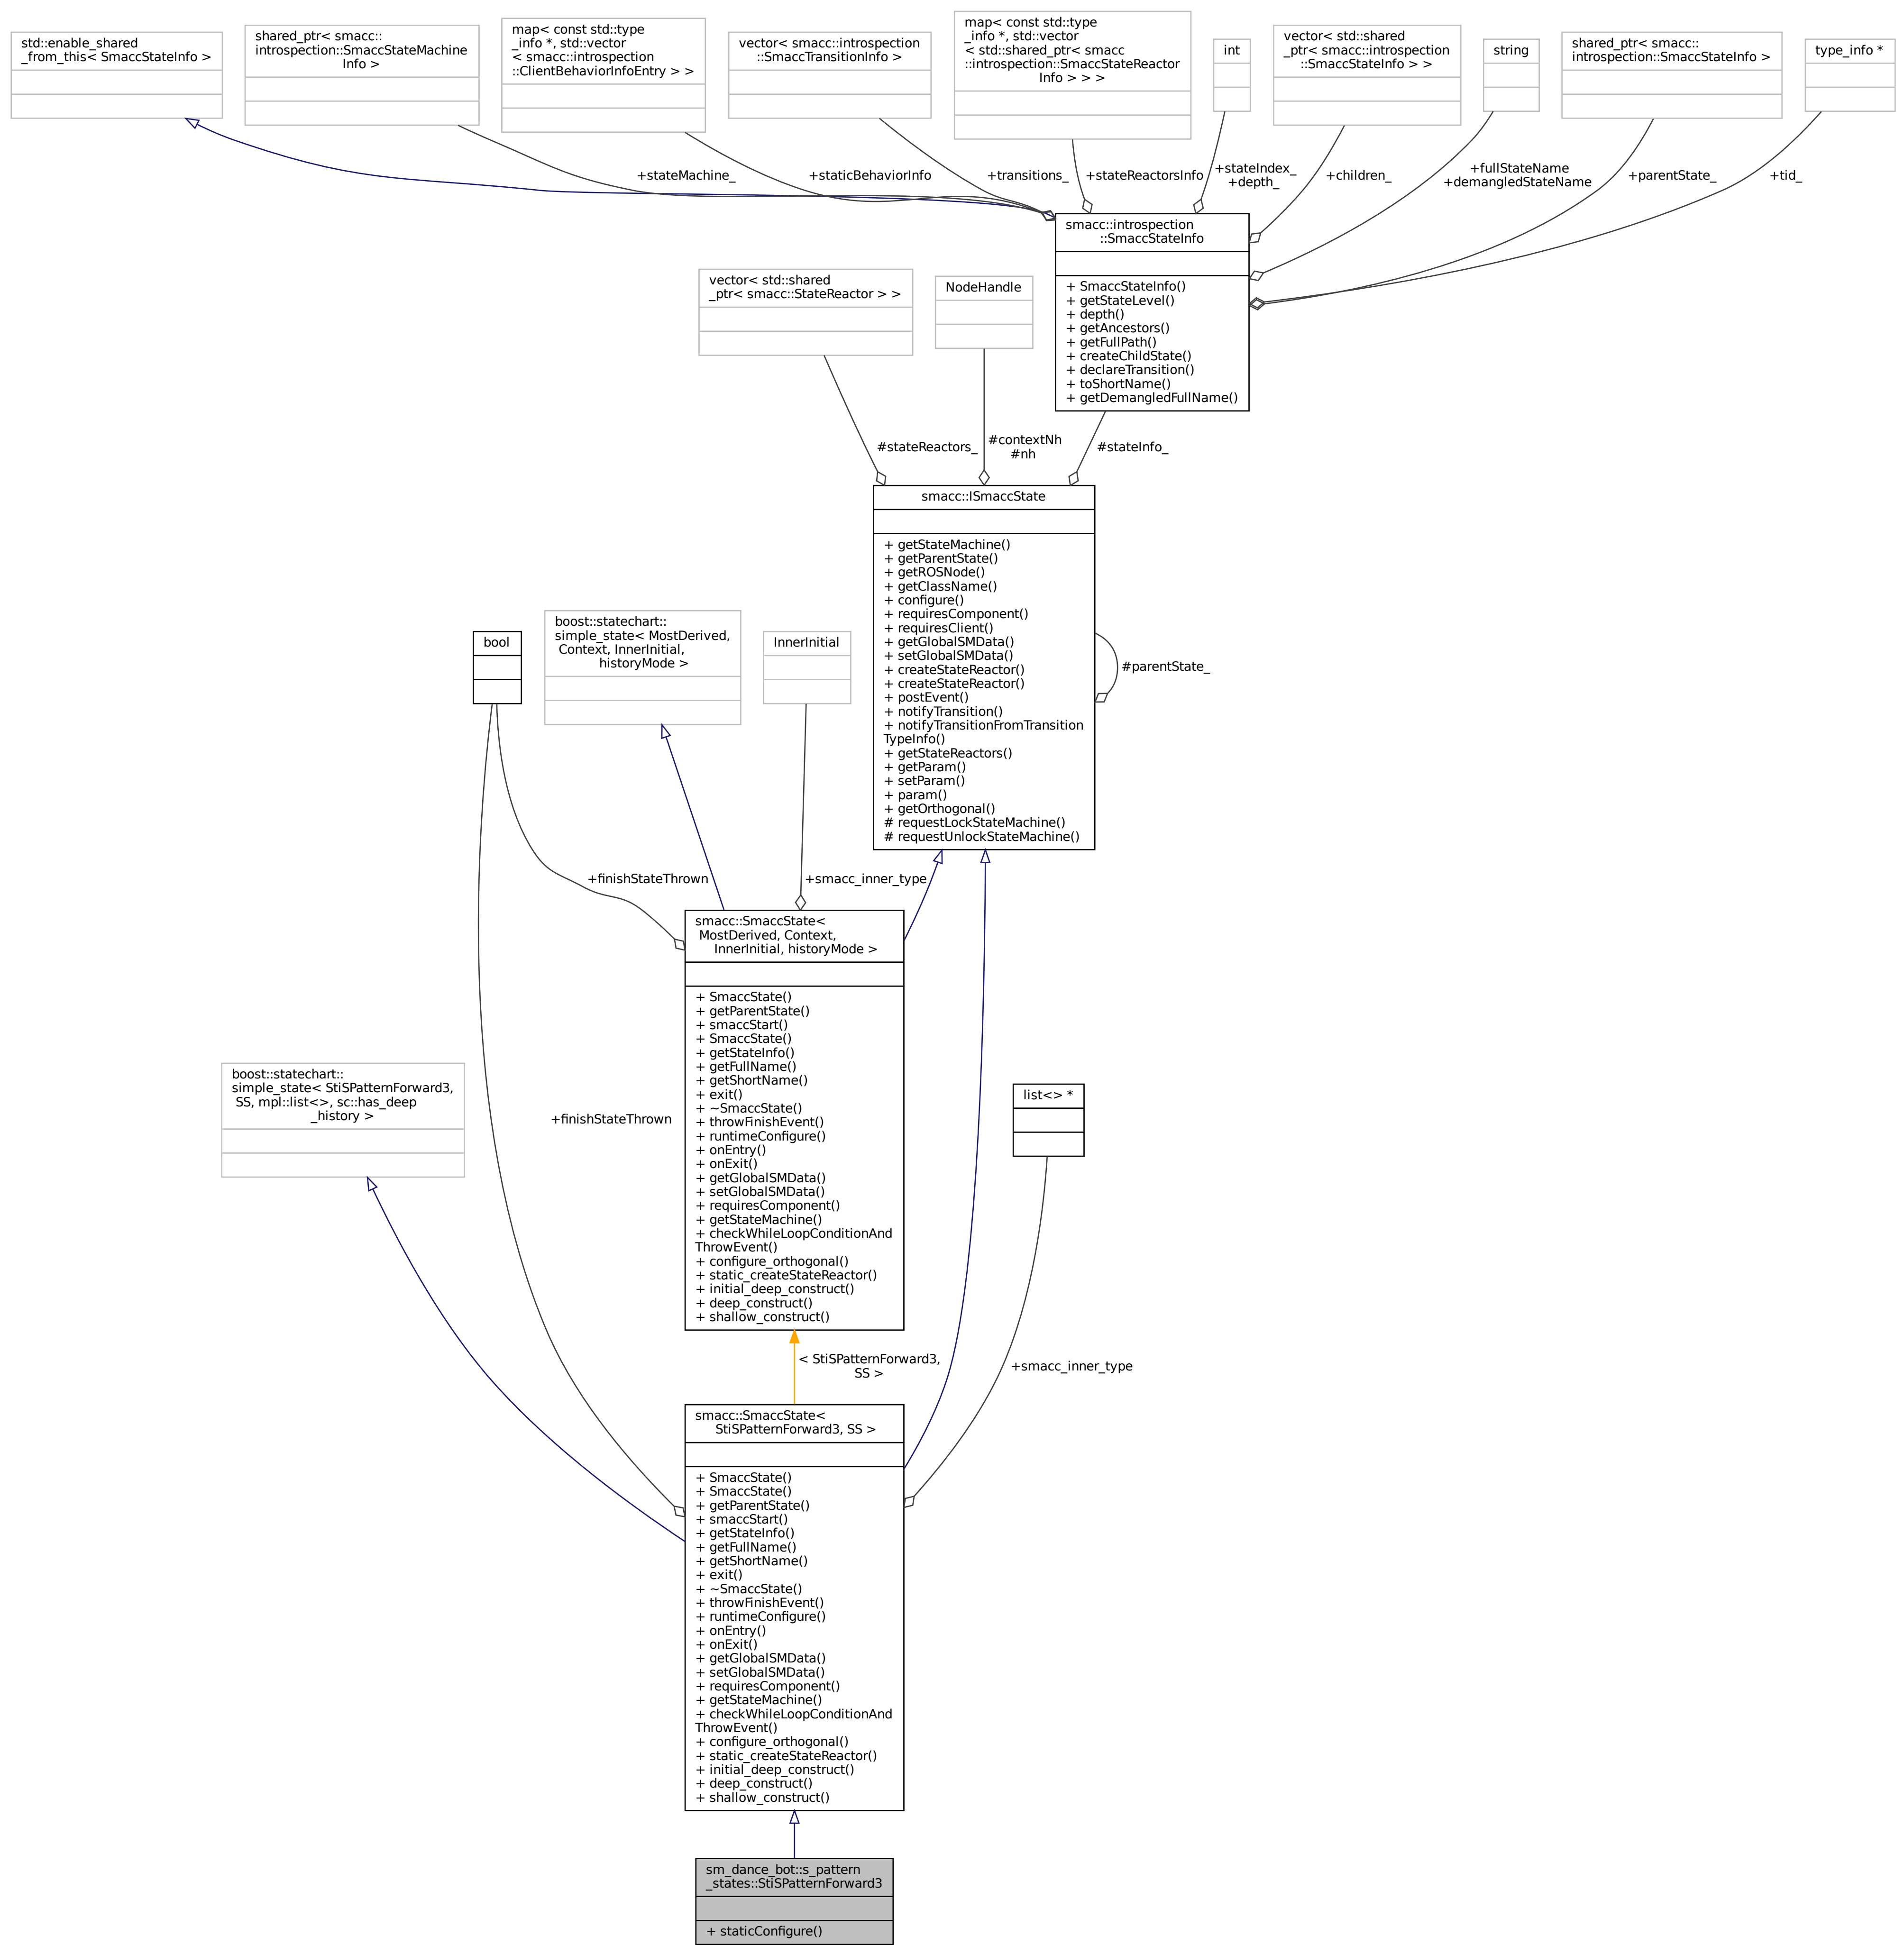 std::enable_shared
_from_this< SmaccStateInfo >
shared_ptr< smacc::
introspection::SmaccStateMachine
Info >
map< const std::type
_info *, std::vector
< smacc::introspection
::ClientBehaviorInfoEntry > >
vector< smacc::introspection
::SmaccTransitionInfo >
map< const std::type
_info *, std::vector
< std::shared_ptr< smacc
::introspection::SmaccStateReactor
Info > > >
int
vector< std::shared
_ptr< smacc::introspection
::SmaccStateInfo > >
string
shared_ptr< smacc::
introspection::SmaccStateInfo >
type_info *
+stateMachine_
+staticBehaviorInfo
+transitions_
+stateReactorsInfo
+stateIndex_
+depth_
+children_
+fullStateName
+demangledStateName
+parentState_
+tid_
smacc::introspection
::SmaccStateInfo
+ SmaccStateInfo()
+ getStateLevel()
+ depth()
+ getAncestors()
+ getFullPath()
+ createChildState()
+ declareTransition()
+ toShortName()
+ getDemangledFullName()
vector< std::shared
_ptr< smacc::StateReactor > >
NodeHandle
#stateReactors_
#contextNh
#nh
#stateInfo_
smacc::ISmaccState
+ getStateMachine()
+ getParentState()
+ getROSNode()
+ getClassName()
+ configure()
+ requiresComponent()
+ requiresClient()
+ getGlobalSMData()
+ setGlobalSMData()
+ createStateReactor()
+ createStateReactor()
+ postEvent()
+ notifyTransition()
+ notifyTransitionFromTransition
TypeInfo()
+ getStateReactors()
+ getParam()
+ setParam()
+ param()
+ getOrthogonal()
# requestLockStateMachine()
# requestUnlockStateMachine()
#parentState_
bool
boost::statechart::
simple_state< MostDerived,
Context, InnerInitial,
historyMode >
InnerInitial
+finishStateThrown
+smacc_inner_type
smacc::SmaccState<
MostDerived, Context,
InnerInitial, historyMode >
+ SmaccState()
+ getParentState()
+ smaccStart()
+ SmaccState()
+ getStateInfo()
+ getFullName()
+ getShortName()
+ exit()
+ ~SmaccState()
+ throwFinishEvent()
+ runtimeConfigure()
+ onEntry()
+ onExit()
+ getGlobalSMData()
+ setGlobalSMData()
+ requiresComponent()
+ getStateMachine()
+ checkWhileLoopConditionAnd
ThrowEvent()
+ configure_orthogonal()
+ static_createStateReactor()
+ initial_deep_construct()
+ deep_construct()
+ shallow_construct()
boost::statechart::
simple_state< StiSPatternForward3,
SS, mpl::list<>, sc::has_deep
_history >
+finishStateThrown
list<> *
< StiSPatternForward3,
SS >
+smacc_inner_type
smacc::SmaccState<
StiSPatternForward3, SS >
+ SmaccState()
+ SmaccState()
+ getParentState()
+ smaccStart()
+ getStateInfo()
+ getFullName()
+ getShortName()
+ exit()
+ ~SmaccState()
+ throwFinishEvent()
+ runtimeConfigure()
+ onEntry()
+ onExit()
+ getGlobalSMData()
+ setGlobalSMData()
+ requiresComponent()
+ getStateMachine()
+ checkWhileLoopConditionAnd
ThrowEvent()
+ configure_orthogonal()
+ static_createStateReactor()
+ initial_deep_construct()
+ deep_construct()
+ shallow_construct()
sm_dance_bot::s_pattern
_states::StiSPatternForward3
+ staticConfigure()